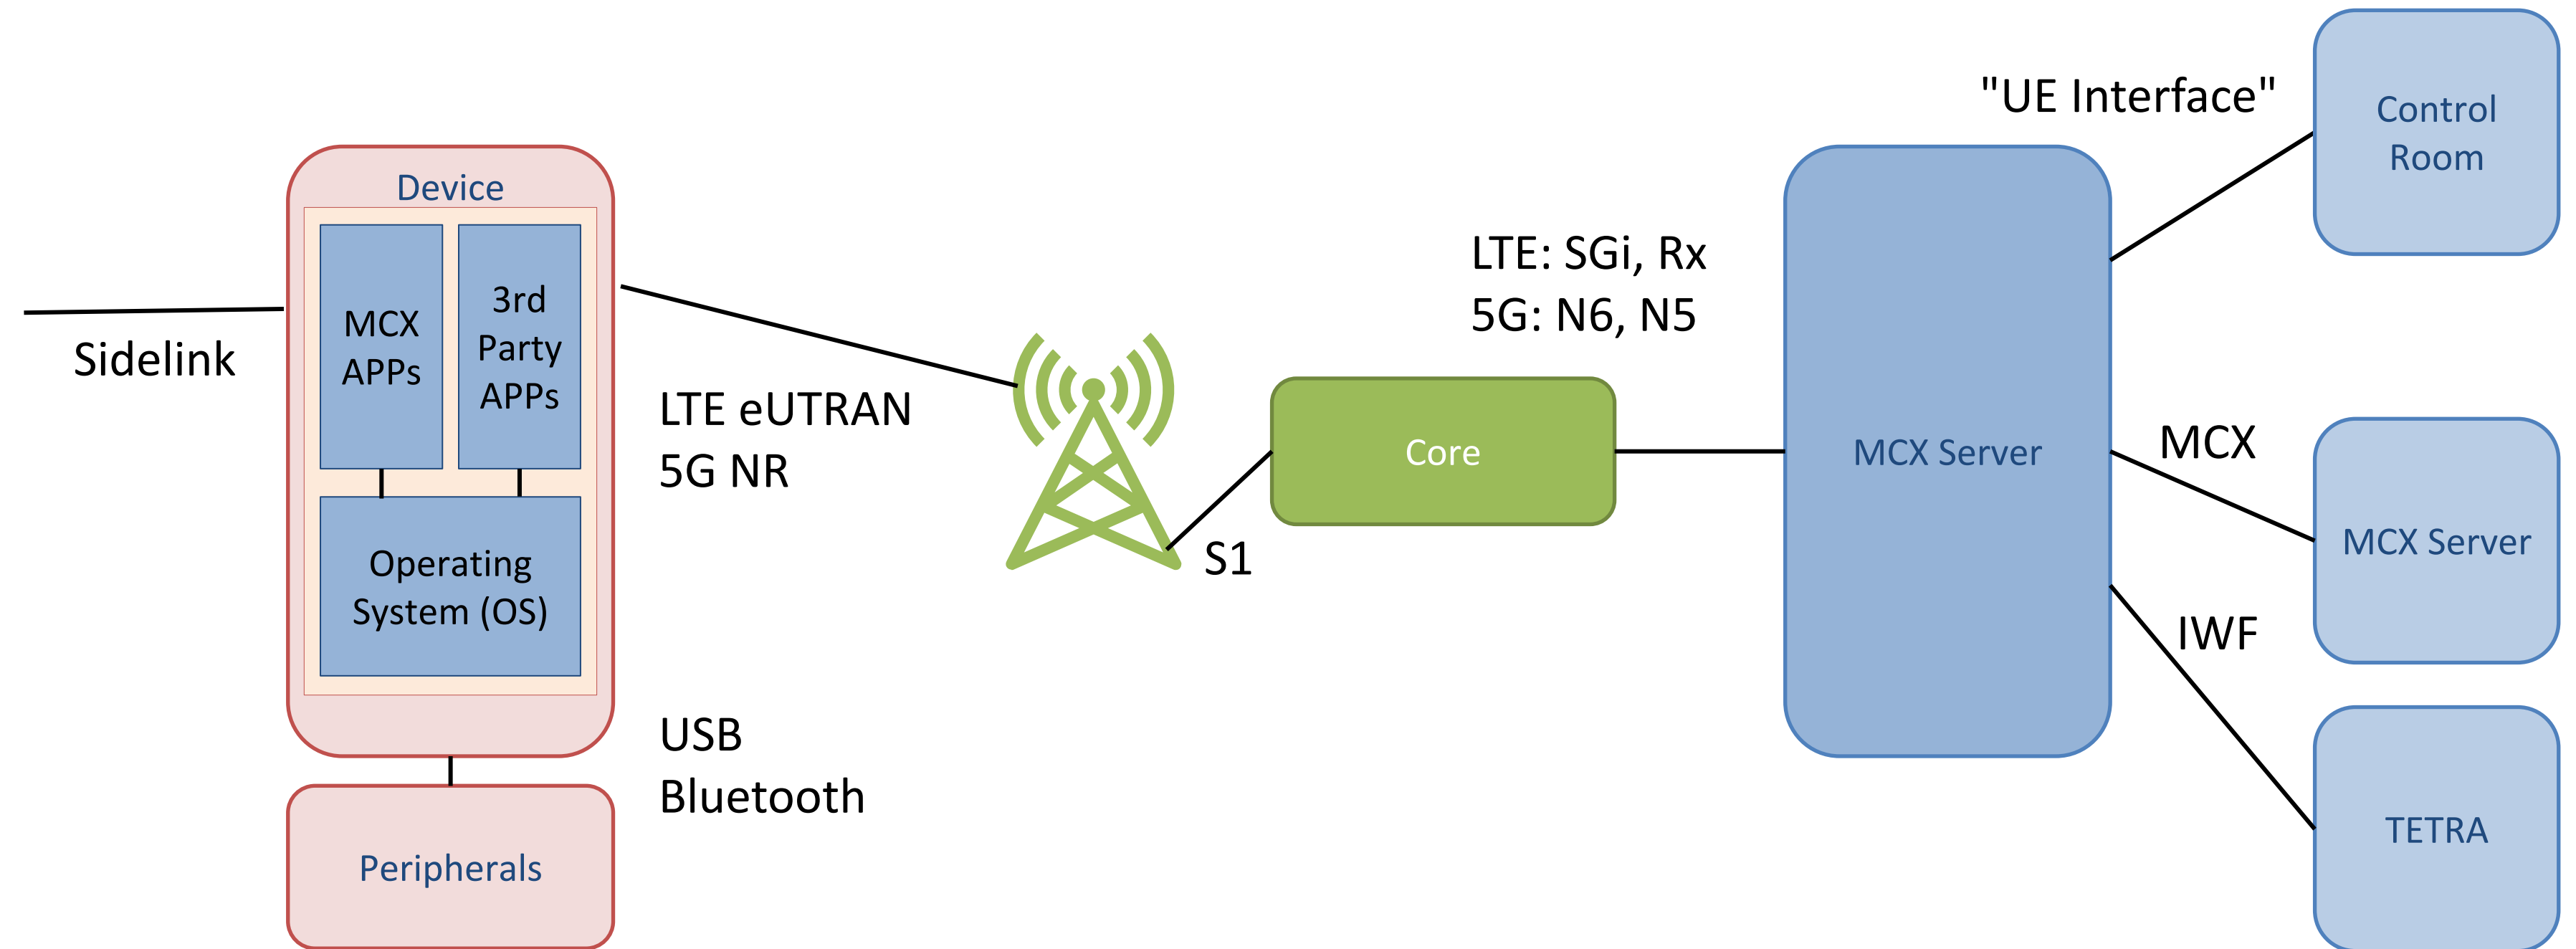 Sidelink
Device
MCX
APPs
3rd
Party
APPs
Operating
System (OS)
Peripherals
USB
Bluetooth
LTE eUTRAN
5G NR
S1
Core
LTE: SGi, Rx
5G: N6, N5
MCX Server
"UE Interface"
Control
Room
MCX
MCX Server
IWF
TETRA